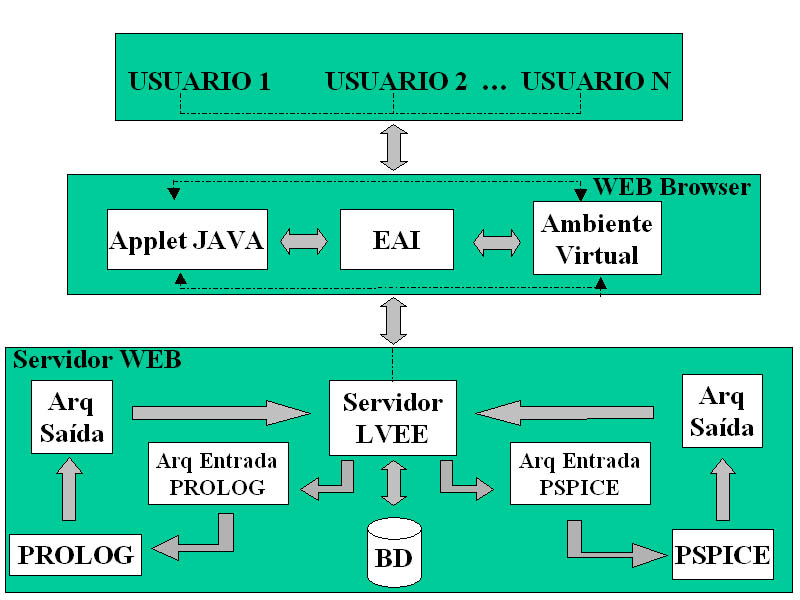 USUARIO 1 USUARIO 2 ... USUARIO N
WEB Browser
Applet JAVA
EAI
Ambiente
Virtual
Servidor WEB
Arq
Saída
Servidor
LVEE
Arq
Saída
Arq Entrada
PROLOG
Arq Entrada
PSPICE
PROLOG
BD
PSPICE